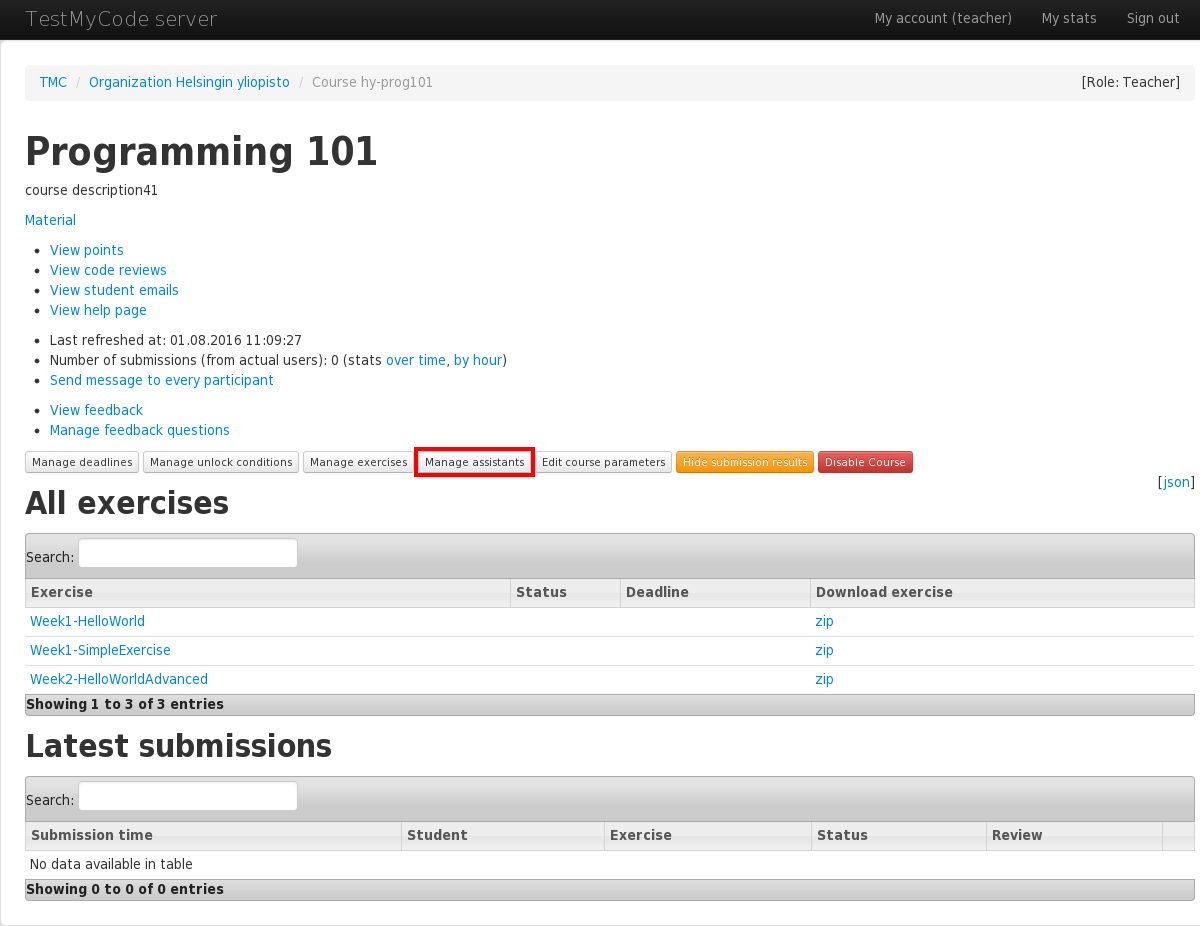 TestMyCode server My account (teacher) My stats Sign out
TMC / Organization Helsingin yliopisto / Course hy-prog101 [Role: Teacher]
Programming 101
course description41
Material
View points
View code reviews
View student emails
View help page
Last refreshed at: 01.08.2016 11:09:27
Number of submissions (from actual users): 0 (stats over time, by hour)
Send message to every participant
View feedback
Manage feedback questions
Manage deadlines Manage unlock conditions Manage exercises Manage assistants Edit course parameters Hide submission results Disable Course
[json]
All exercises
Search:
Exercise Status Deadline Download exercise
Week1-HelloWorld zip
Week1-SimpleExercise zip
Week2-HelloWorldAdvanced zip
Showing 1 to 3 of 3 entries
Latest submissions
Search:
Submission time Student Exercise Status Review
No data available in table
Showing 0 to 0 of 0 entries